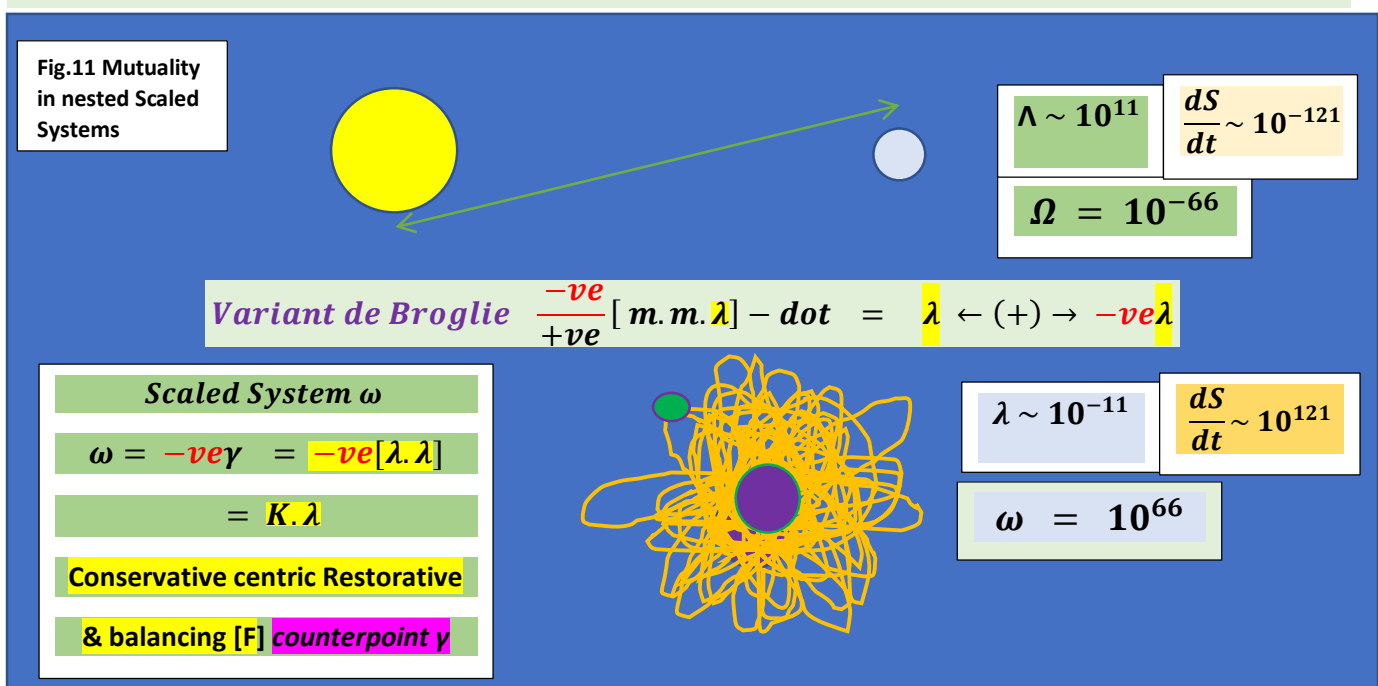 Fig.11 Mutuality
in nested Scaled
Systems
Λ ~ 10¹¹
dS/dt ~ 10⁻¹²¹
Ω = 10⁻⁶⁶
Variant de Broglie -ve/+ve [ m. m. λ] − dot = λ ← (+) → −veλ
Scaled System ω
ω = −veγ = −ve[λ. λ]
= K. λ
Conservative centric Restorative
& balancing [F] counterpoint γ
λ ~ 10⁻¹¹
dS/dt ~ 10¹²¹
ω = 10⁶⁶